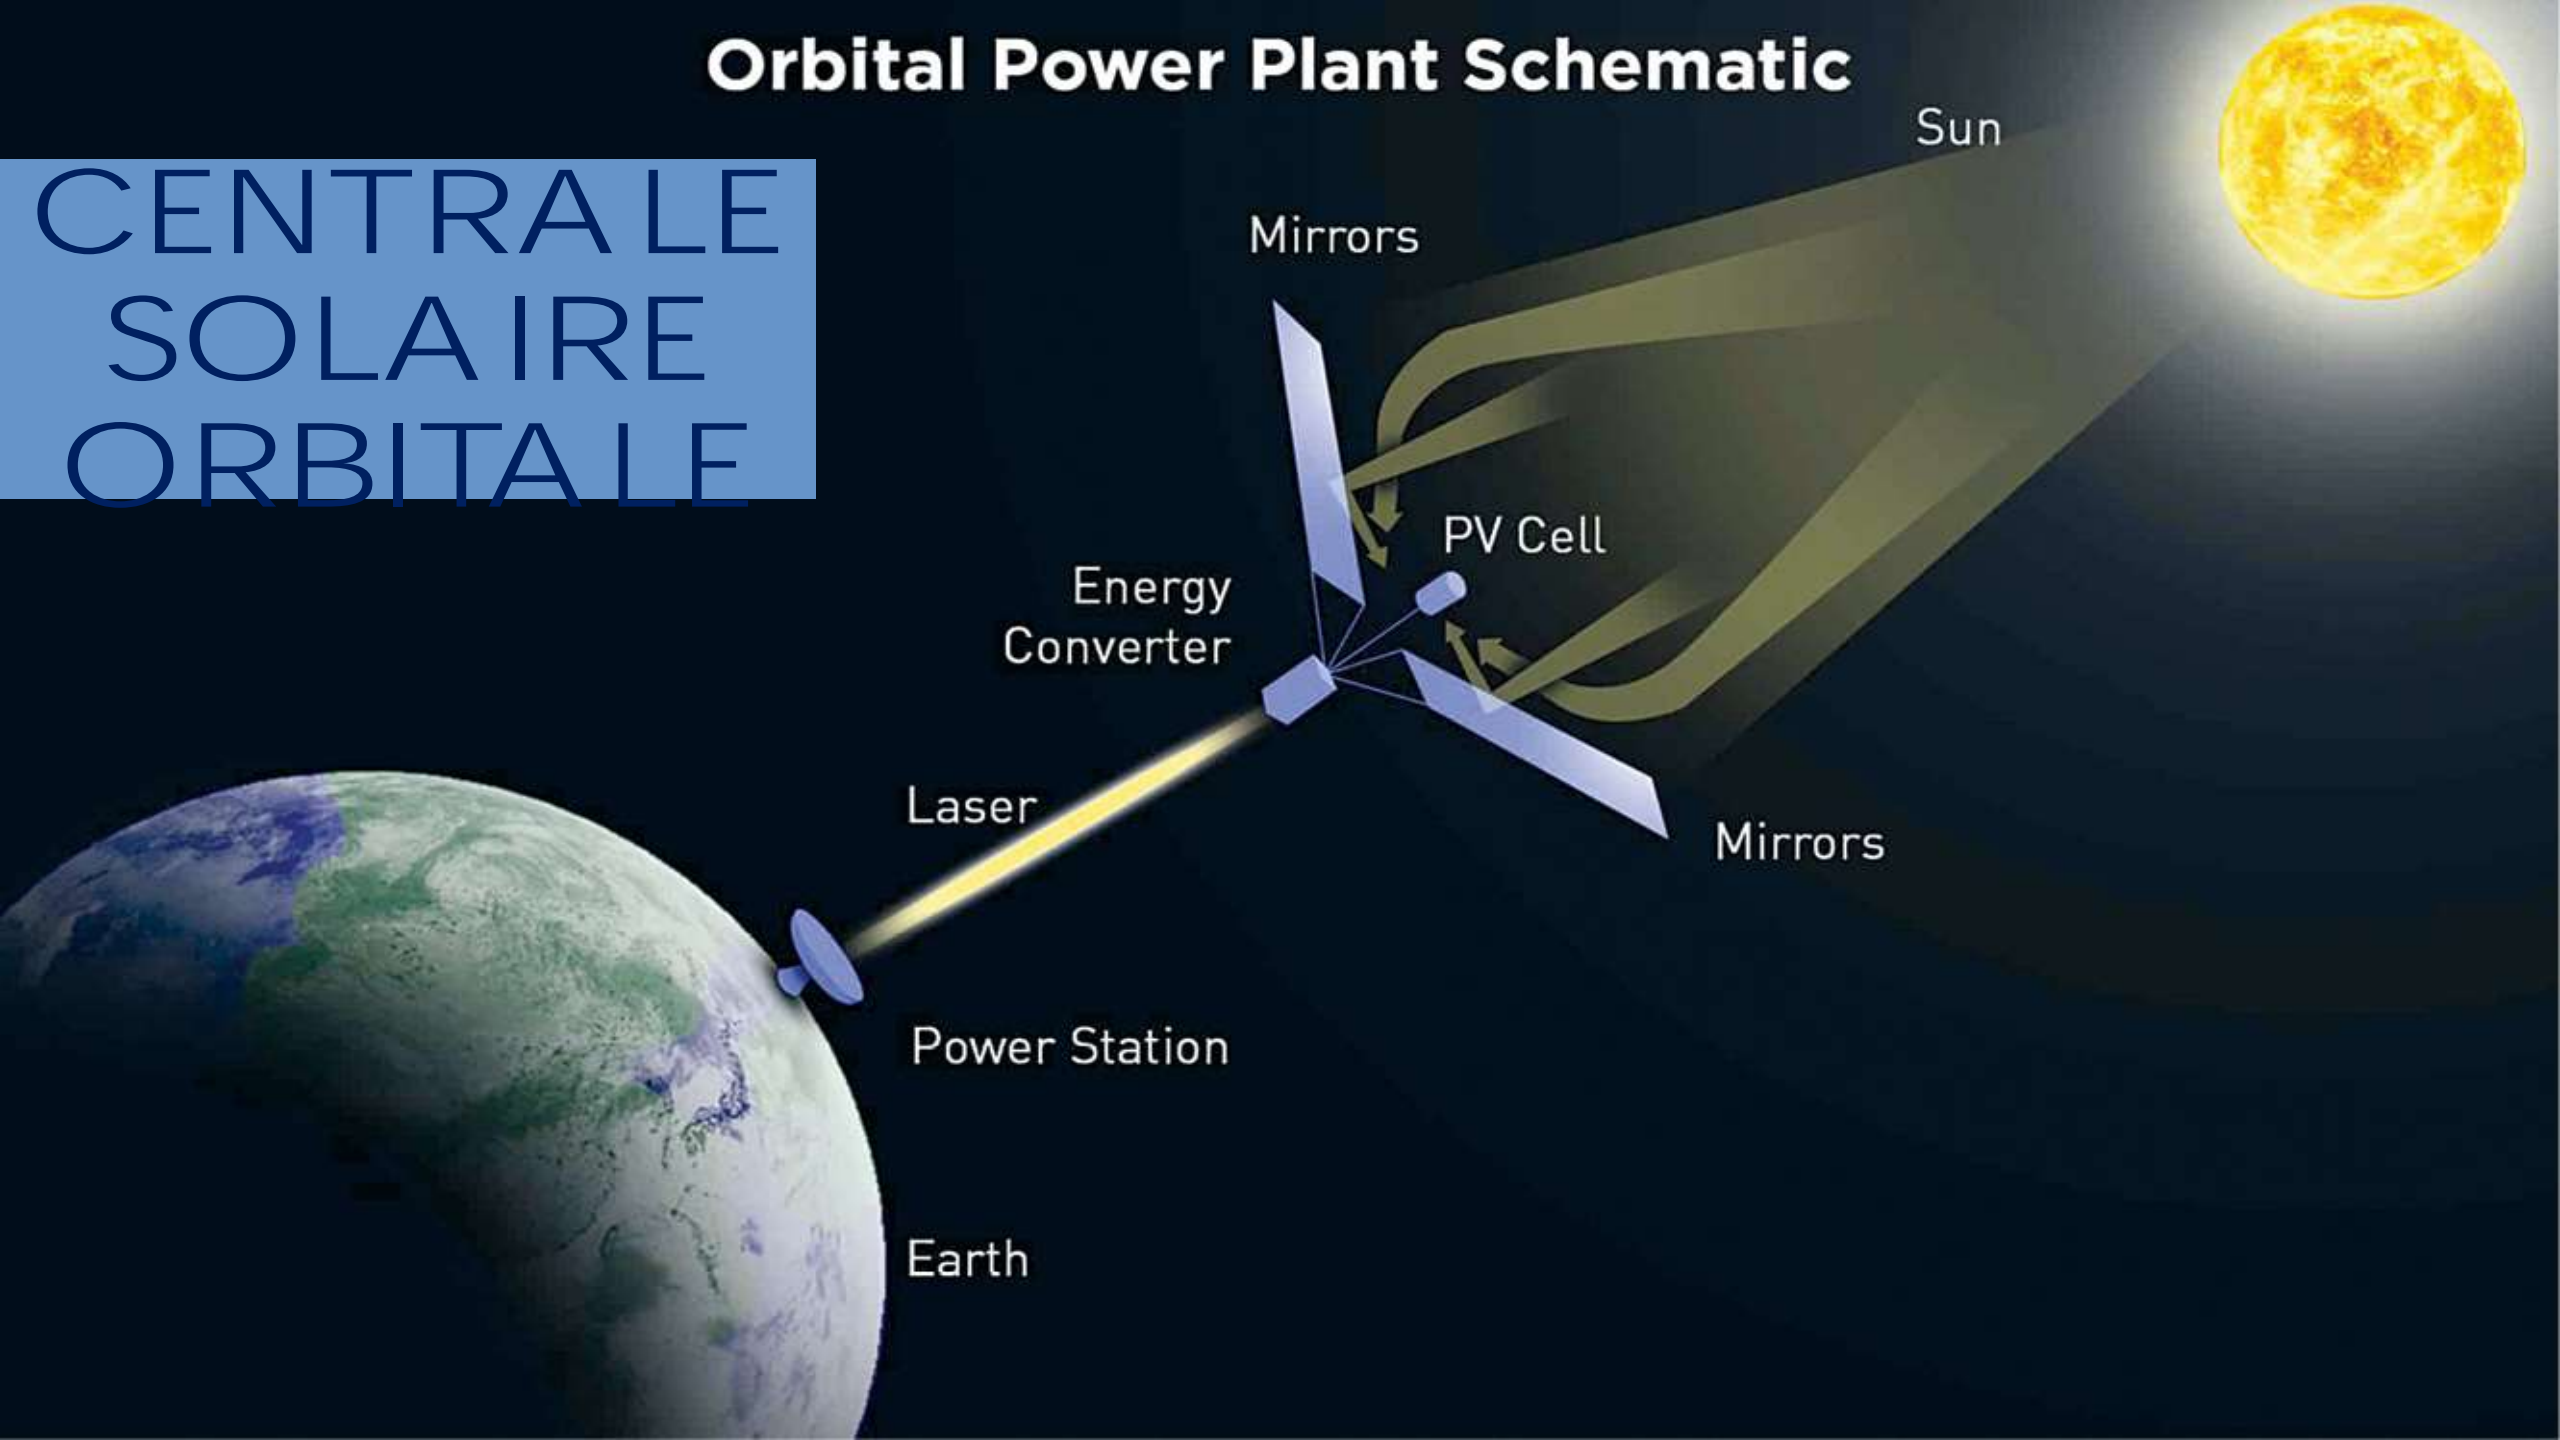 Orbital Power Plant Schematic
Sun
CENTRALE
SOLAIRE
ORBITALE
Mirrors
PV Cell
Energy
Converter
Laser
Mirrors
Power Station
Earth